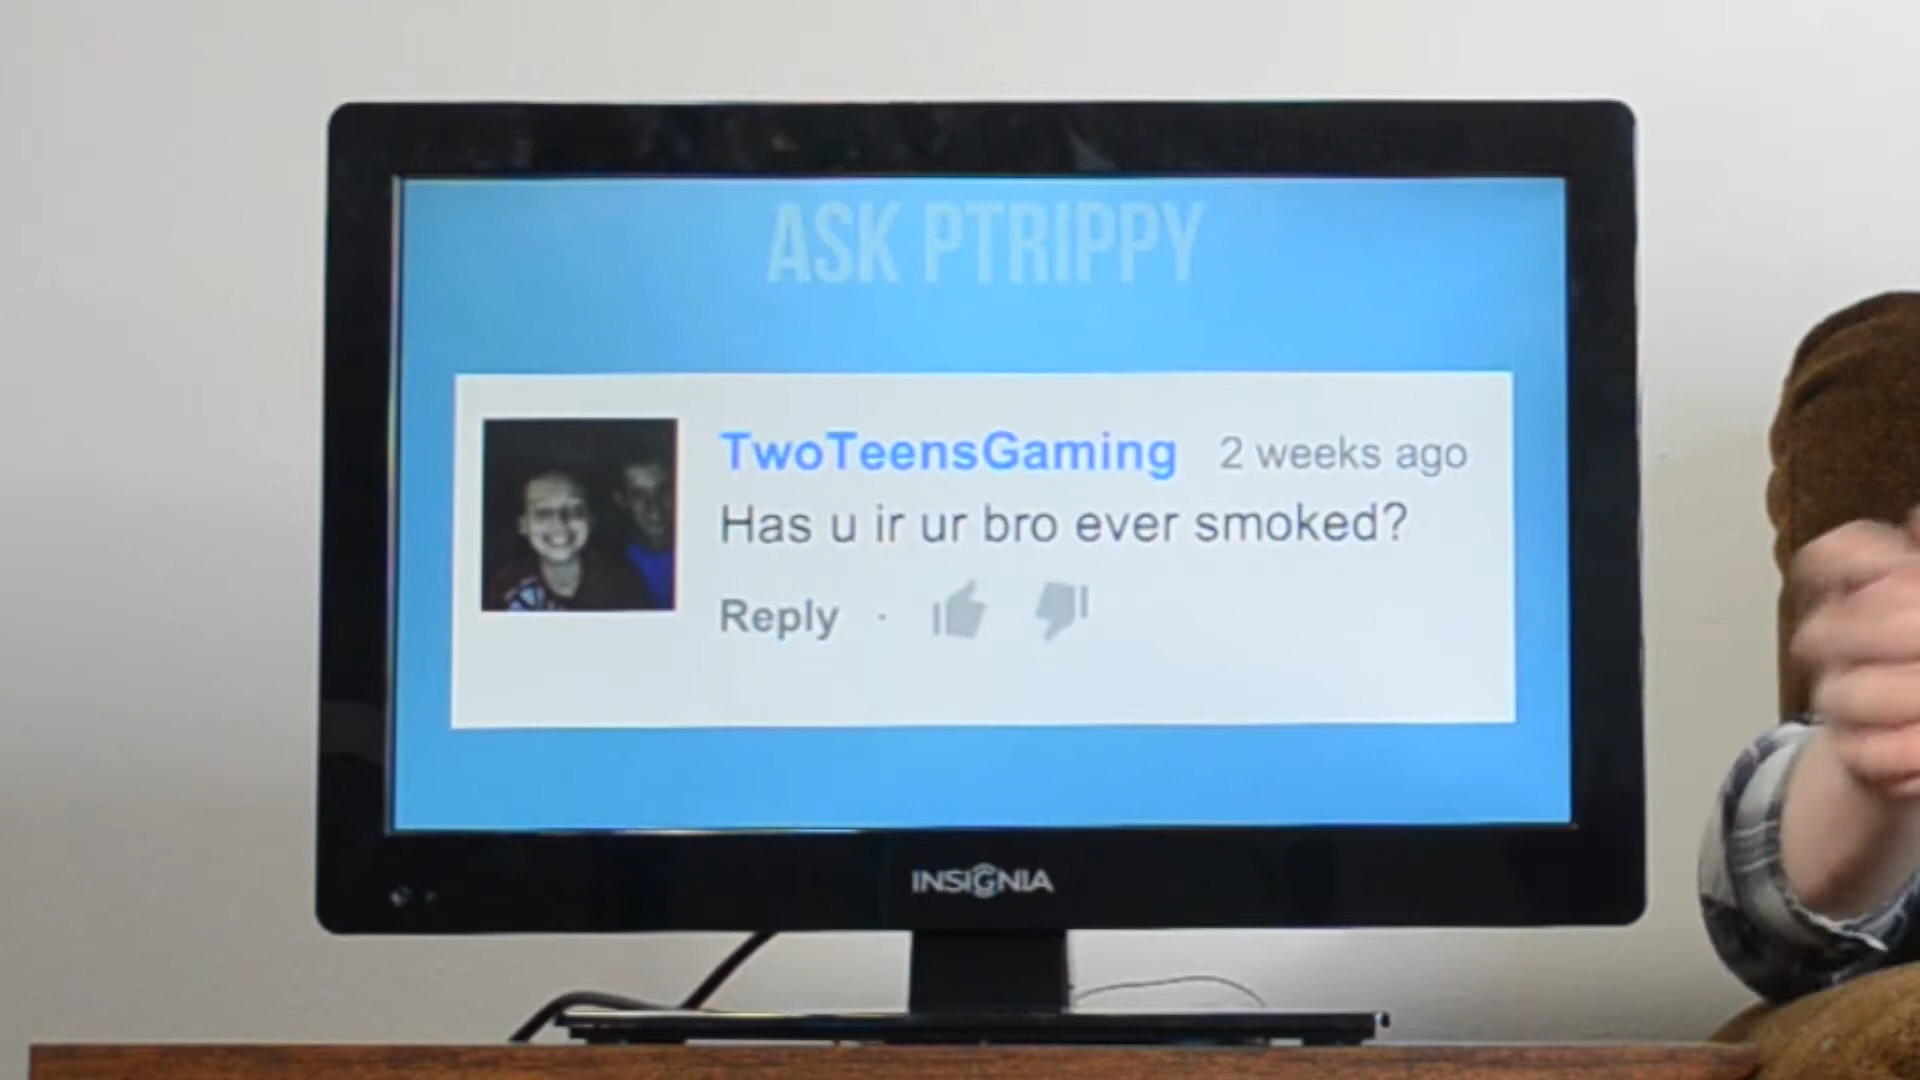 ASK PTRIPPY
TwoTeensGaming 2 weeks ago
Has u ir ur bro ever smoked?
Reply ·
INSIGNIA